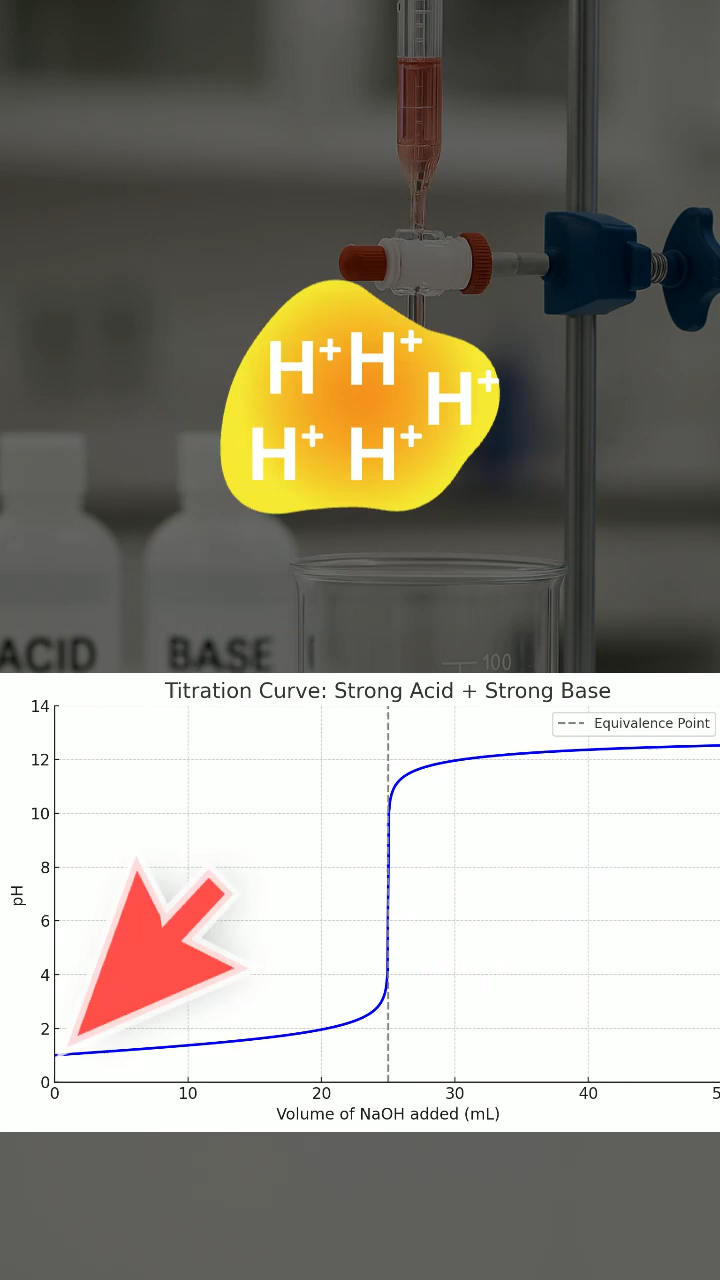 H⁺ H⁺ H⁺
H⁺ H⁺
ACID BASE
100
Titration Curve: Strong Acid + Strong Base
14
Equivalence Point
12
10
8
pH
6
4
2
0
0 10 20 30 40 5
Volume of NaOH added (mL)